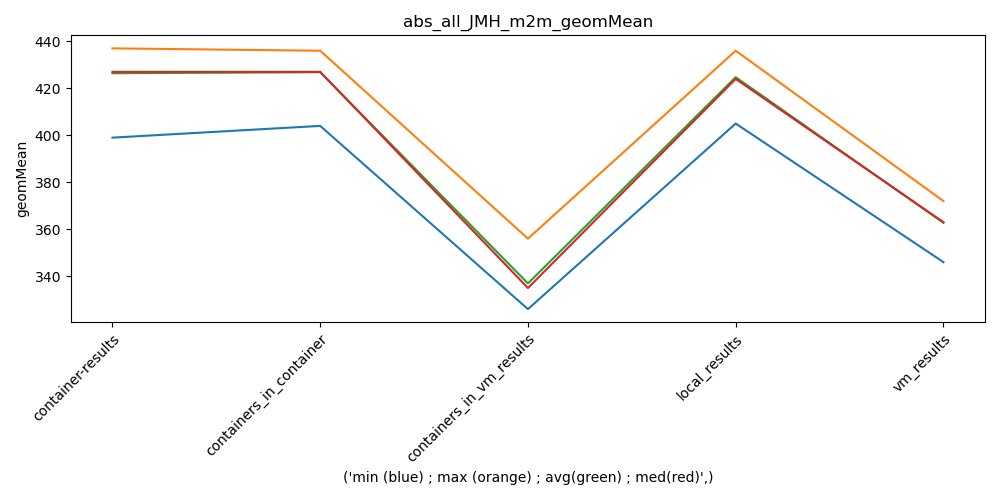 abs_all_JMH_m2m_geomMean
geomMean
440
420
400
380
360
340
container-results
containers_in_container
containers_in_vm_results
local_results
vm_results
('min (blue) ; max (orange) ; avg(green) ; med(red)',)